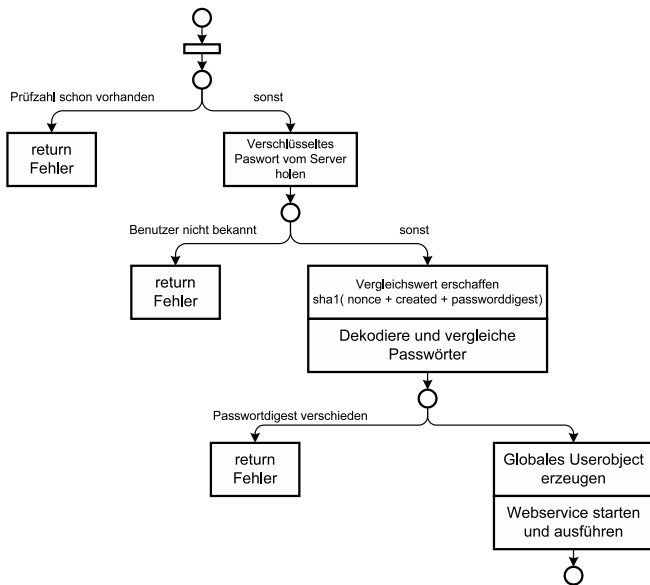 Prüfzahl schon vorhanden
sonst
return
Fehler
Verschlüsseltes
Paswort vom Server
holen
Benutzer nicht bekannt
sonst
return
Fehler
Vergleichswert erschaffen
sha1( nonce + created + passworddigest)
Dekodiere und vergleiche
Passwörter
Passwortdigest verschieden
return
Fehler
Globales Userobject
erzeugen
Webservice starten
und ausführen